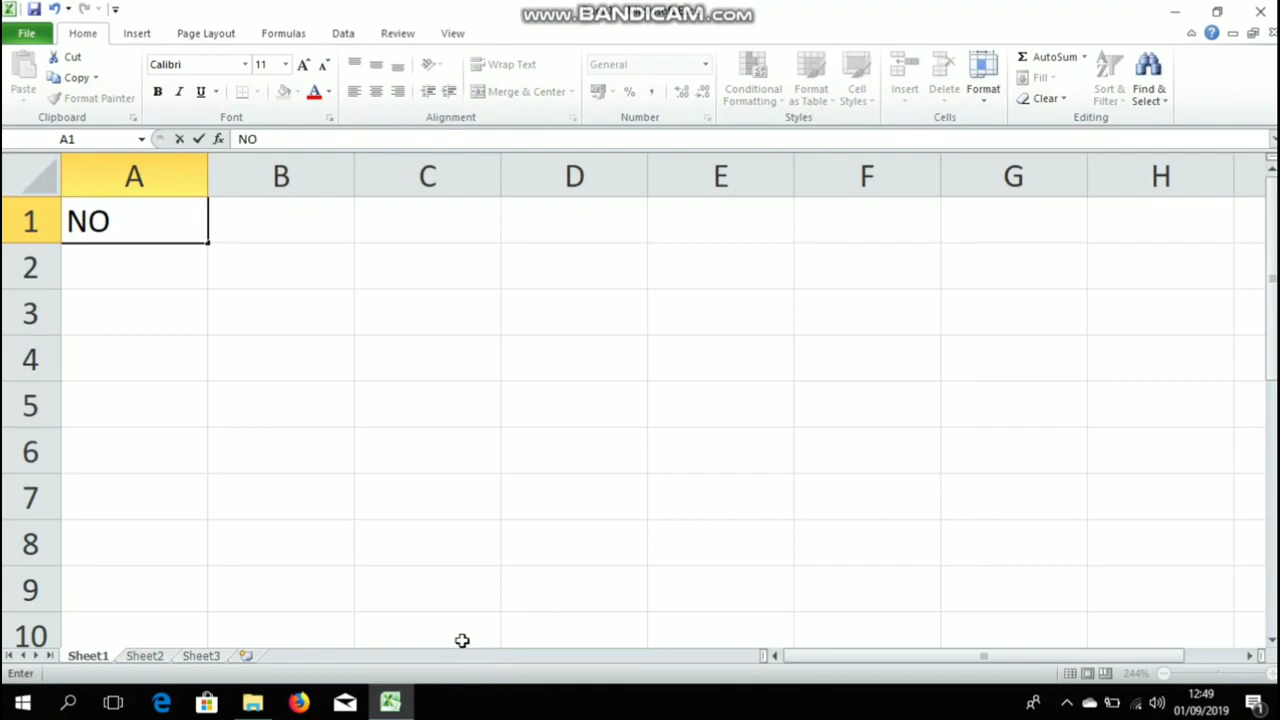 www.BANDICAM.com
File Home Insert Page Layout Formulas Data Review View
Paste
Cut
Copy
Format Painter
Clipboard
Calibri 11
B I U
Font
Wrap Text
Merge & Center
Alignment
General
%
Number
Conditional Formatting
Format as Table
Cell Styles
Styles
Insert Delete Format
Cells
Σ AutoSum
Fill
Clear
Sort & Filter
Find & Select
Editing
A1 fx NO
A B C D E F G H
1 NO
2
3
4
5
6
7
8
9
10
Sheet1 Sheet2 Sheet3
Enter 244%
12:49
01/09/2019